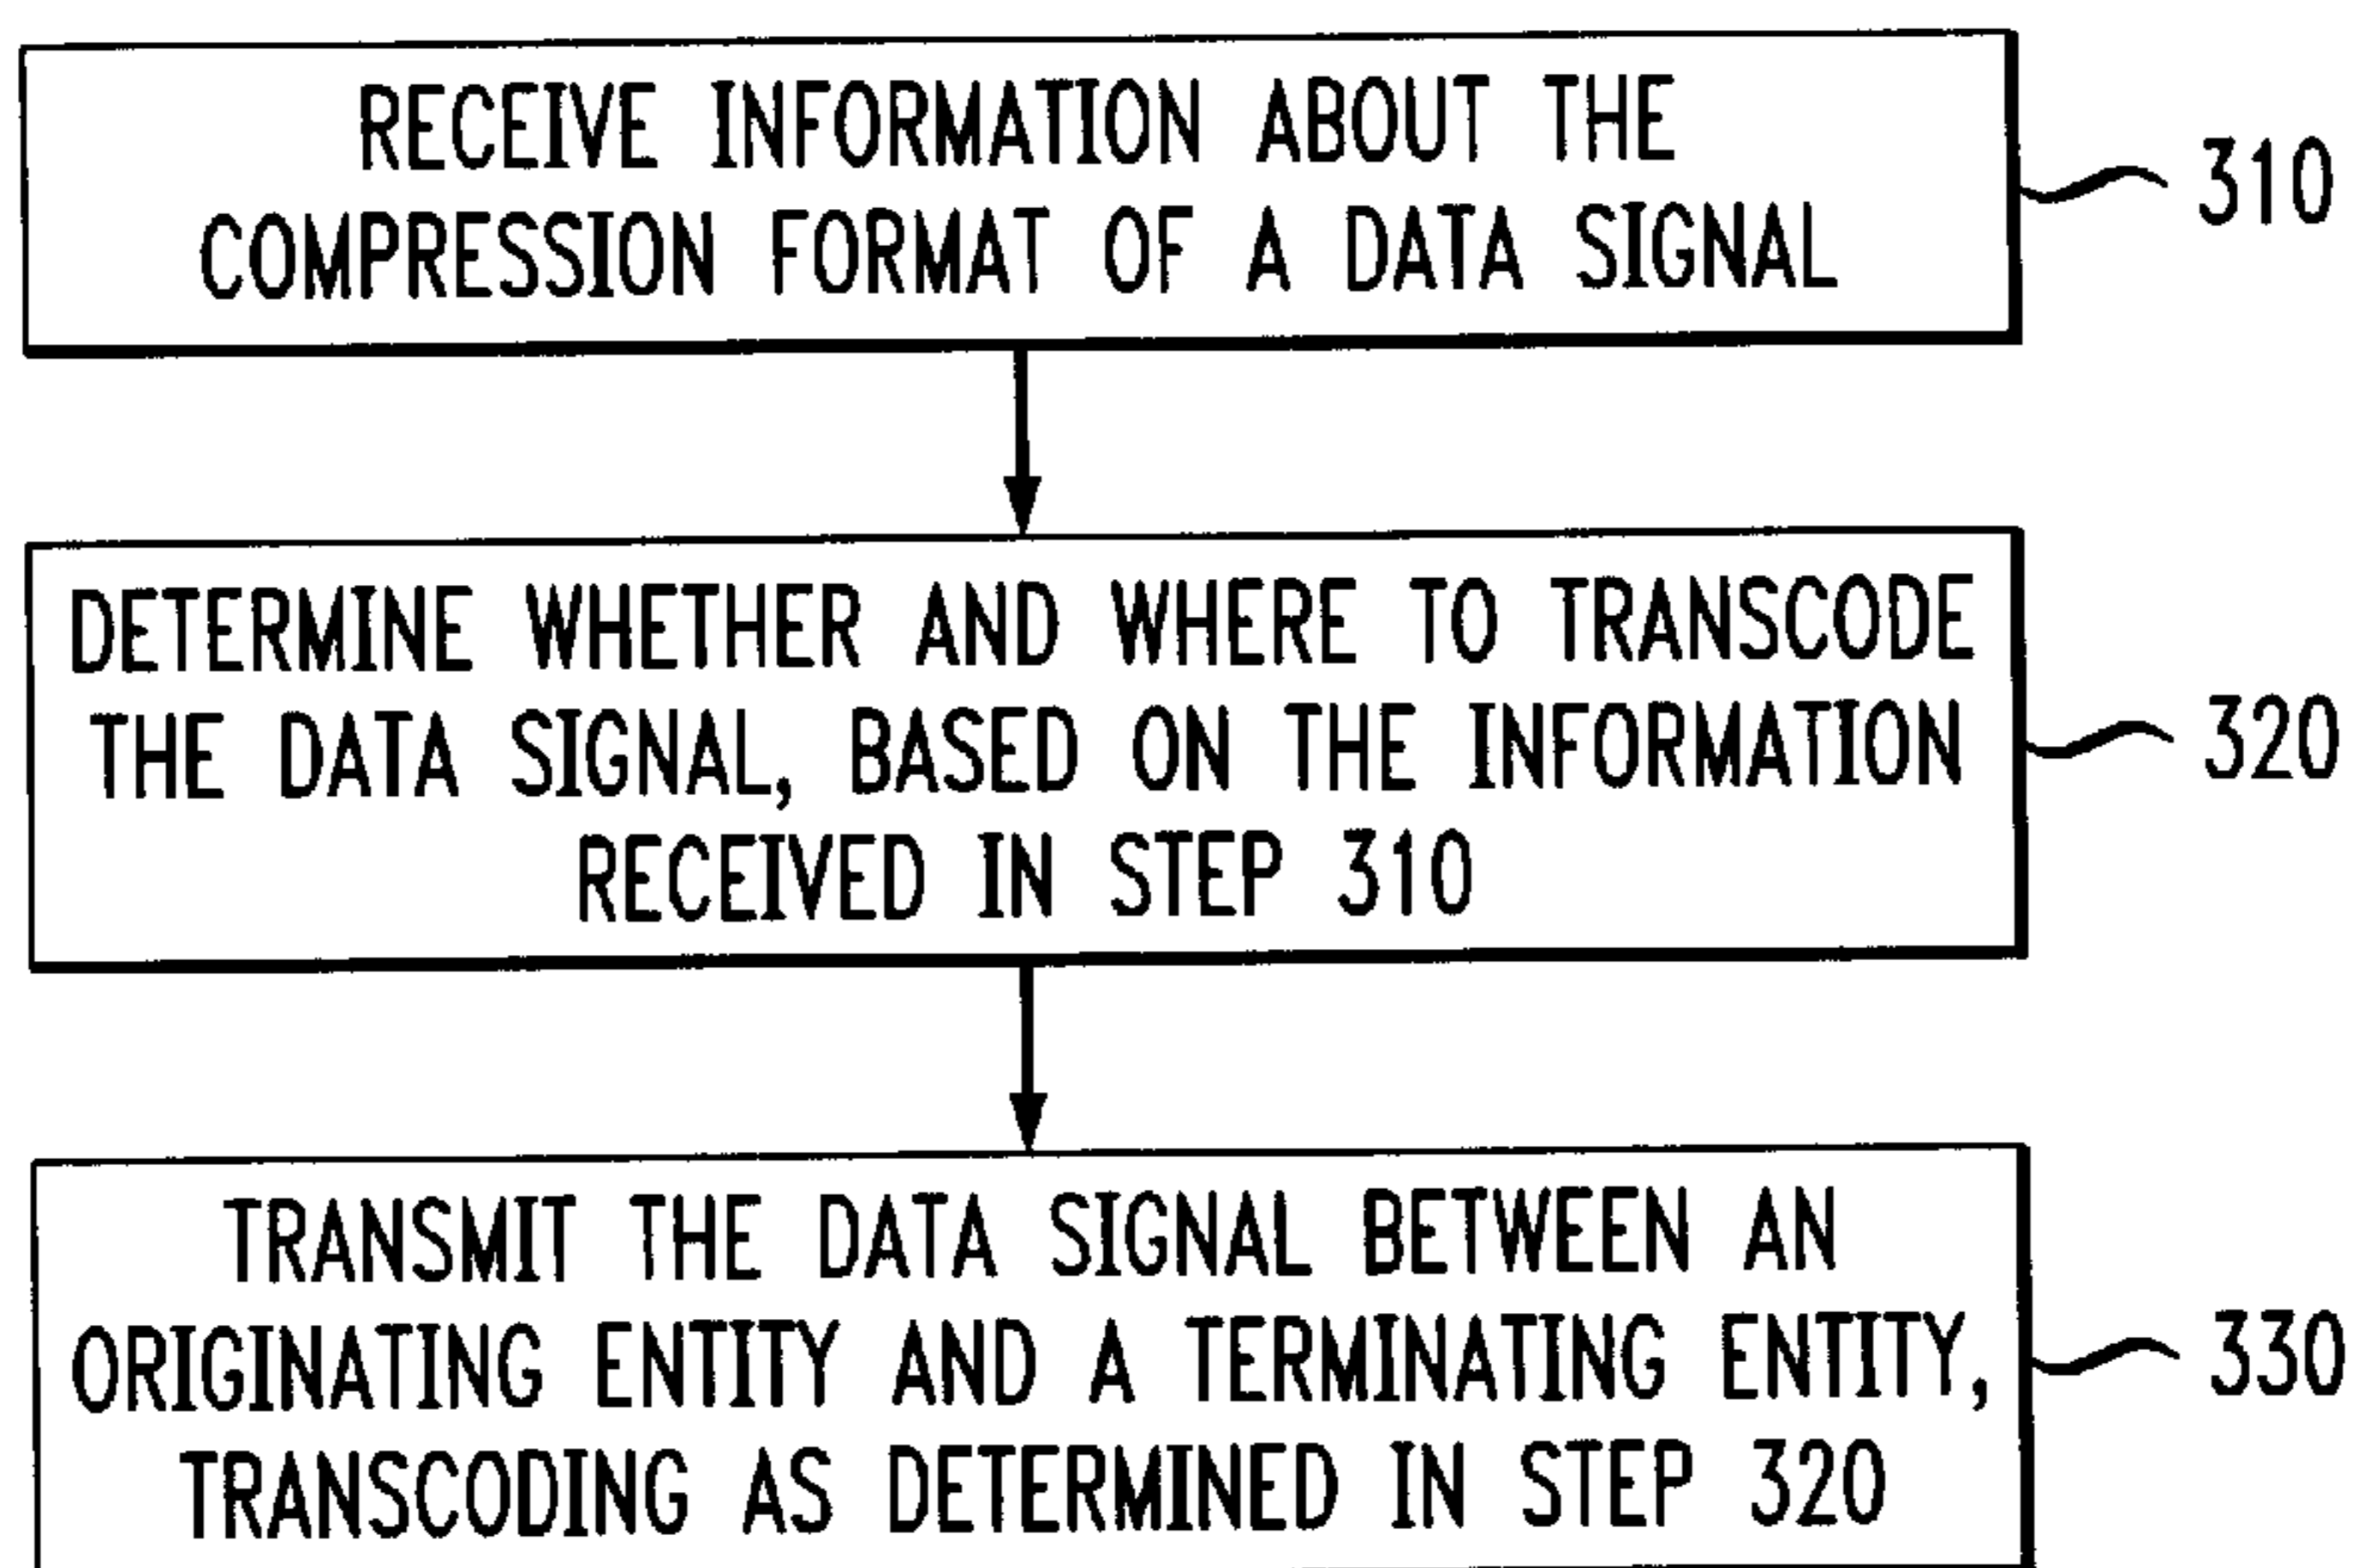 RECEIVE INFORMATION ABOUT THE
COMPRESSION FORMAT OF A DATA SIGNAL
310
DETERMINE WHETHER AND WHERE TO TRANSCODE
THE DATA SIGNAL, BASED ON THE INFORMATION
RECEIVED IN STEP 310
320
TRANSMIT THE DATA SIGNAL BETWEEN AN
ORIGINATING ENTITY AND A TERMINATING ENTITY,
TRANSCODING AS DETERMINED IN STEP 320
330